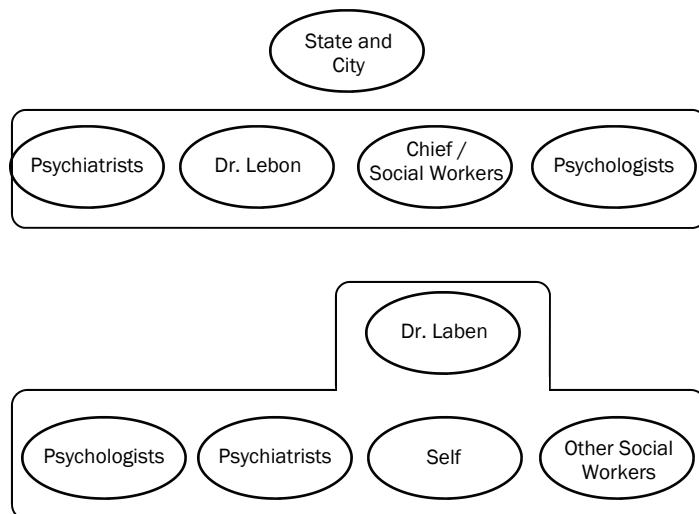 State and
City
Psychiatrists
Dr. Lebon
Chief /
Social Workers
Psychologists
Dr. Laben
Psychologists
Psychiatrists
Self
Other Social
Workers